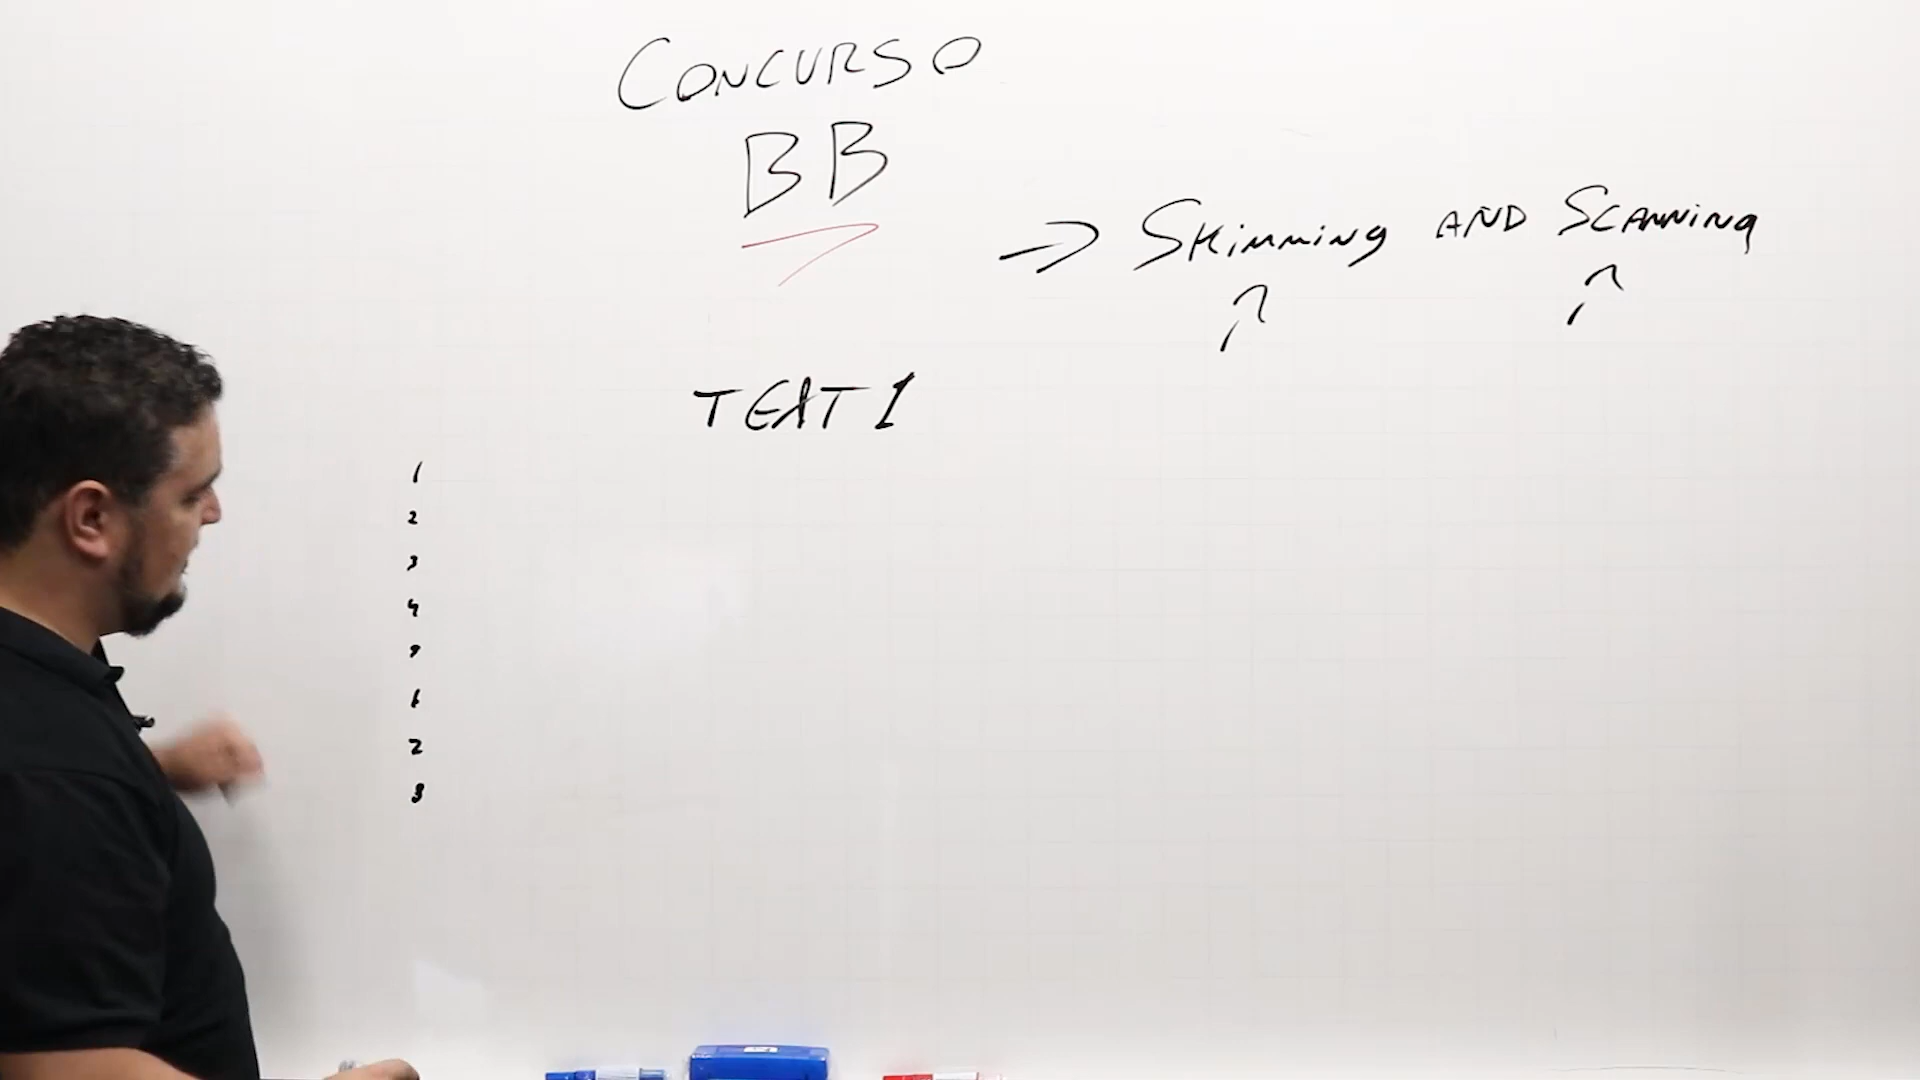 CONCURSO
BB
→ SKIMMING AND SCANNING
TEXT 1
1
2
3
4
5
6
7
8